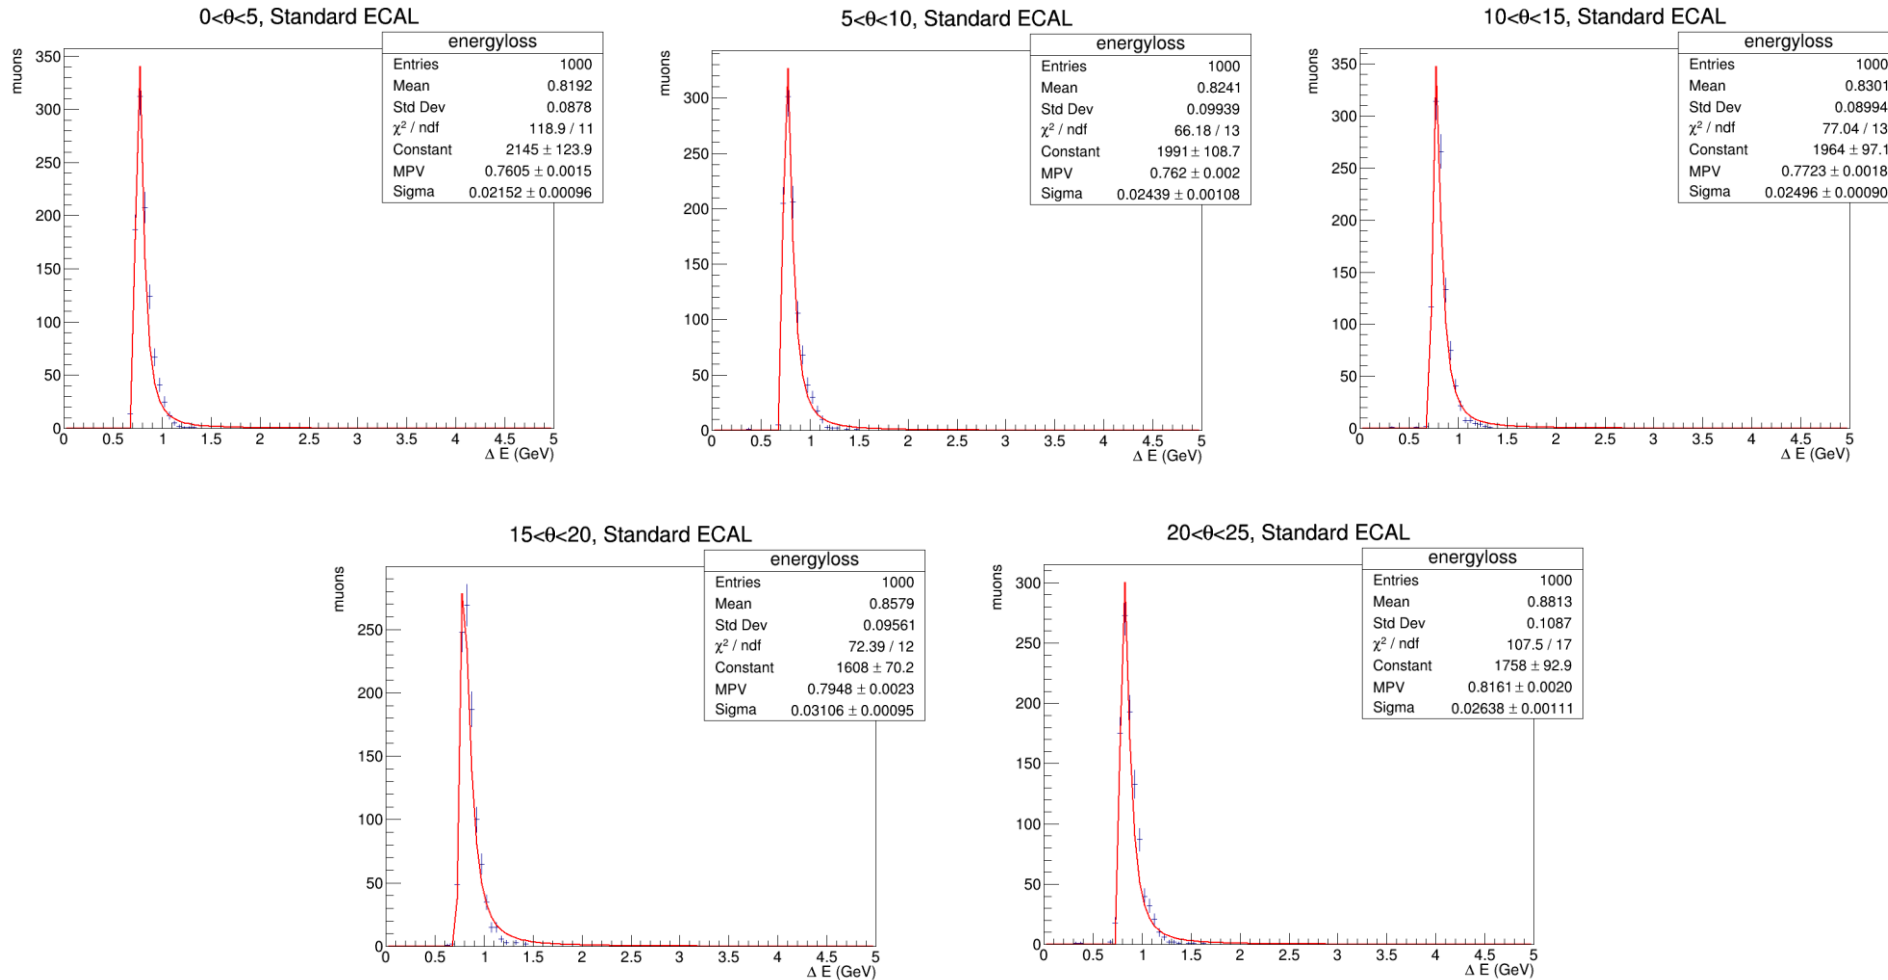 0<θ<5, Standard ECAL
muons
energyloss
Entries 1000
Mean 0.8192
Std Dev 0.0878
χ² / ndf 118.9 / 11
Constant 2145 ± 123.9
MPV 0.7605 ± 0.0015
Sigma 0.02152 ± 0.00096
350
300
250
200
150
100
50
0
0 0.5 1 1.5 2 2.5 3 3.5 4 4.5 5
Δ E (GeV)
5<θ<10, Standard ECAL
muons
energyloss
Entries 1000
Mean 0.8241
Std Dev 0.09939
χ² / ndf 66.18 / 13
Constant 1991 ± 108.7
MPV 0.762 ± 0.002
Sigma 0.02439 ± 0.00108
300
250
200
150
100
50
0
0 0.5 1 1.5 2 2.5 3 3.5 4 4.5 5
Δ E (GeV)
10<θ<15, Standard ECAL
muons
energyloss
Entries 1000
Mean 0.8301
Std Dev 0.08994
χ² / ndf 77.04 / 13
Constant 1964 ± 97.1
MPV 0.7723 ± 0.0018
Sigma 0.02496 ± 0.00090
350
300
250
200
150
100
50
0
0 0.5 1 1.5 2 2.5 3 3.5 4 4.5 5
Δ E (GeV)
15<θ<20, Standard ECAL
muons
energyloss
Entries 1000
Mean 0.8579
Std Dev 0.09561
χ² / ndf 72.39 / 12
Constant 1608 ± 70.2
MPV 0.7948 ± 0.0023
Sigma 0.03106 ± 0.00095
250
200
150
100
50
0
0 0.5 1 1.5 2 2.5 3 3.5 4 4.5 5
Δ E (GeV)
20<θ<25, Standard ECAL
muons
energyloss
Entries 1000
Mean 0.8813
Std Dev 0.1087
χ² / ndf 107.5 / 17
Constant 1758 ± 92.9
MPV 0.8161 ± 0.0020
Sigma 0.02638 ± 0.00111
300
250
200
150
100
50
0
0 0.5 1 1.5 2 2.5 3 3.5 4 4.5 5
Δ E (GeV)